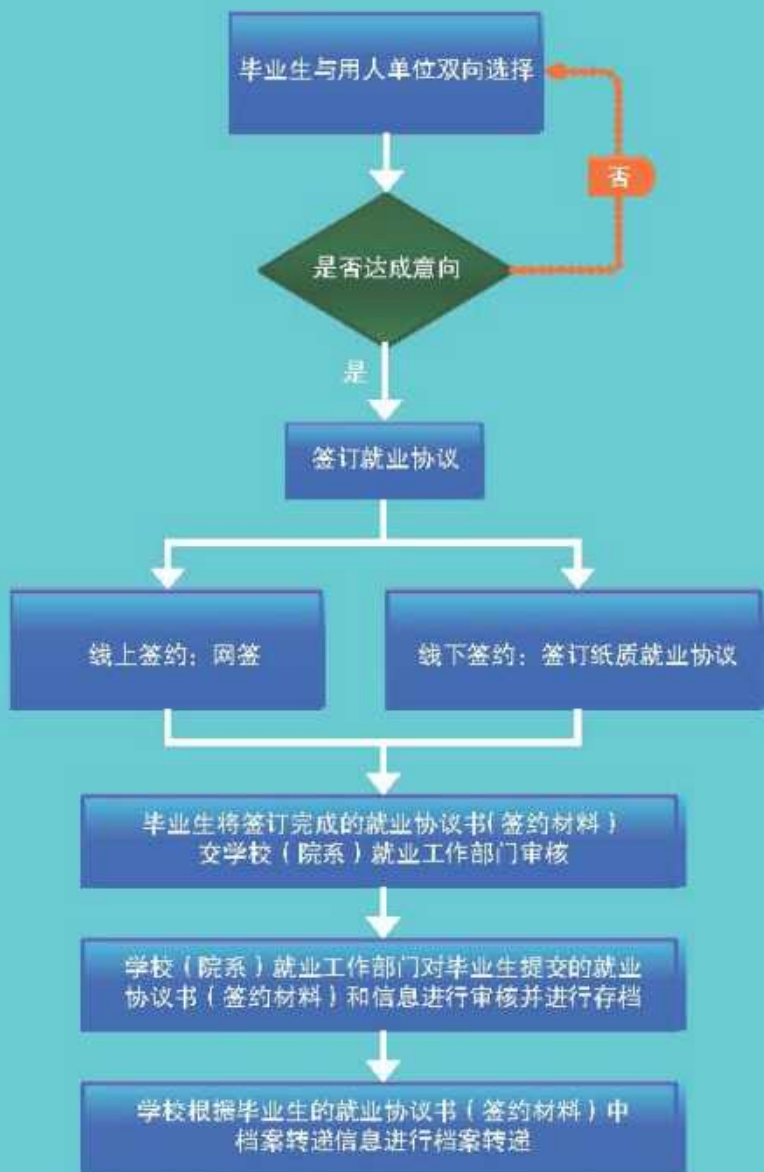 毕业生与用人单位双向选择
否
是否达成意向
是
签订就业协议
线上签约：网签
线下签约：签订纸质就业协议
毕业生将签订完成的就业协议书（签约材料）
交学校（院系）就业工作部门审核
学校（院系）就业工作部门对毕业生提交的就业
协议书（签约材料）和信息进行审核并进行存档
学校根据毕业生的就业协议书（签约材料）中
档案转递信息进行档案转递